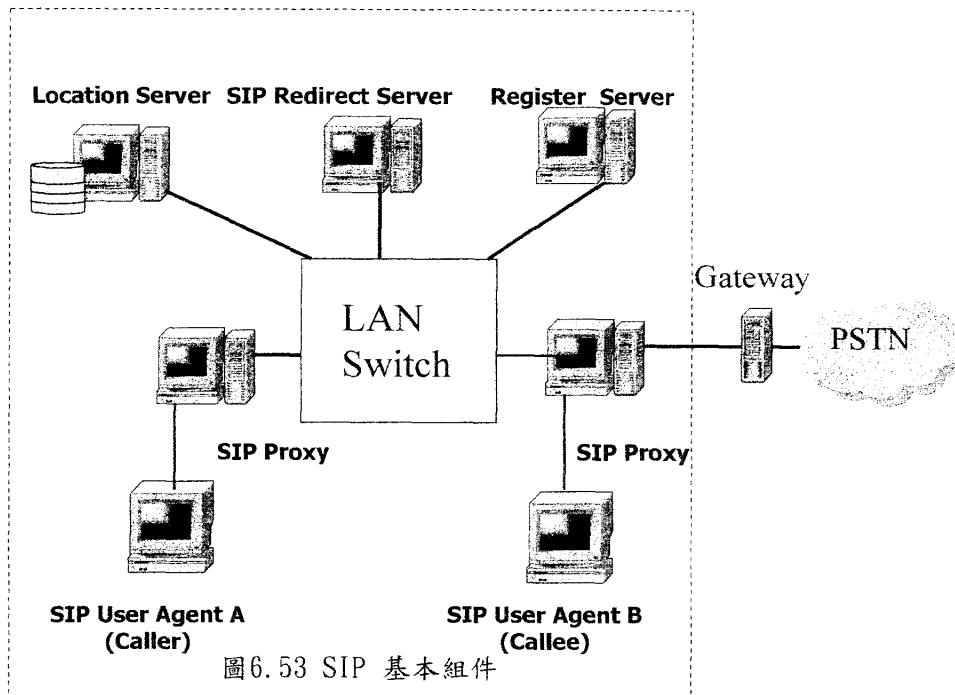 Location Server
SIP Redirect Server
Register Server
LAN
Switch
Gateway
PSTN
SIP Proxy
SIP Proxy
SIP User Agent A
(Caller)
SIP User Agent B
(Callee)
圖6.53 SIP 基本組件